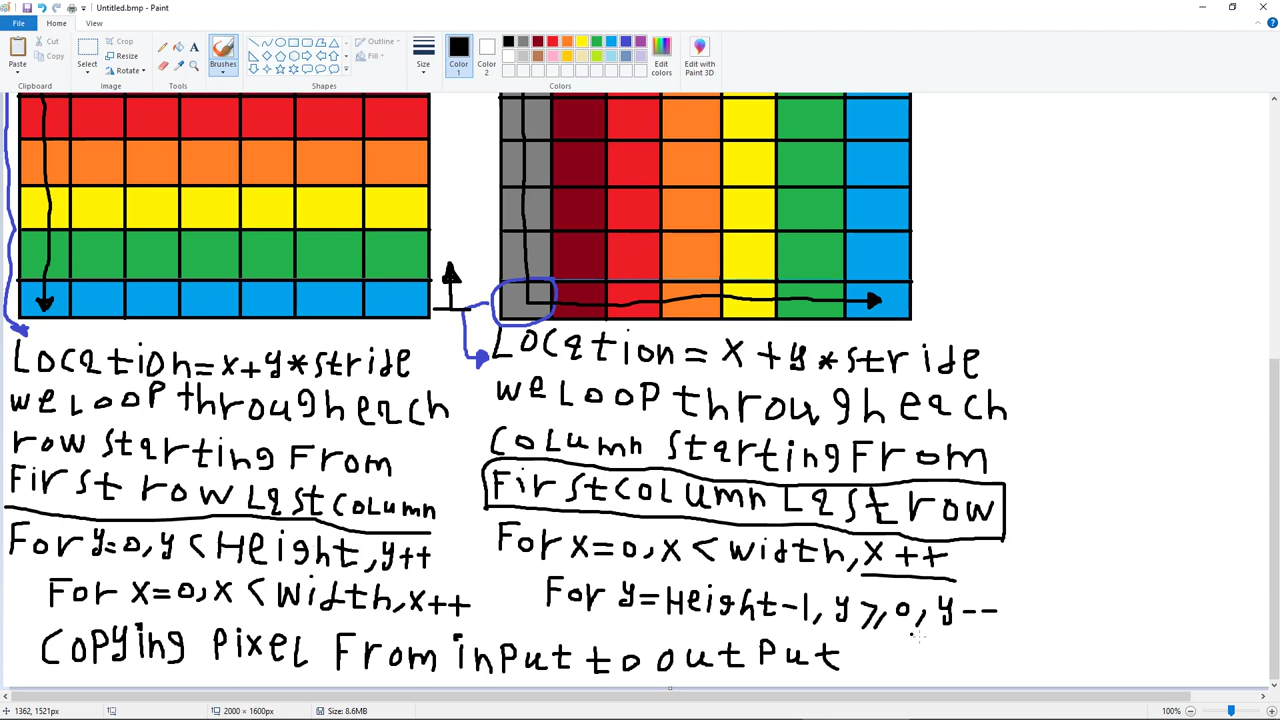 Untitled.bmp - Paint
File Home View
Paste
Cut
Copy
Clipboard
Select
Crop
Resize
Rotate
Image
A
Tools
Brushes
Outline
Fill
Shapes
Size
Color 1
Color 2
Colors
Edit colors
Edit with Paint 3D
Location=x+y*stride
we Loop through each
row starting From
First row Last column
For y=0,y<Height,y++
For x=0,x<width,x++
Copying Pixel From input to output
Location = x+y*stride
we Loop through each
column starting From
First column Last row
For x=0,x<width,x++
For y=Height-1,y>=0,y--
1362, 1521px
2000 × 1600px
Size: 8.6MB
100%